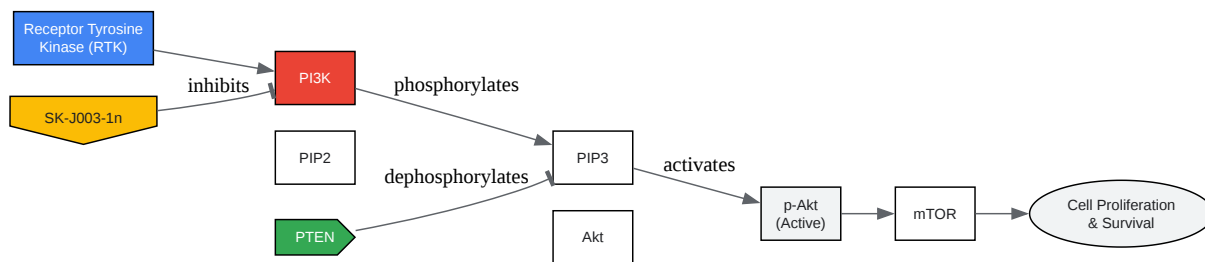 Receptor Tyrosine
Kinase (RTK)
SK-J003-1n
inhibits
PI3K
PIP2
PTEN
phosphorylates
dephosphorylates
PIP3
Akt
activates
p-Akt
(Active)
mTOR
Cell Proliferation
& Survival